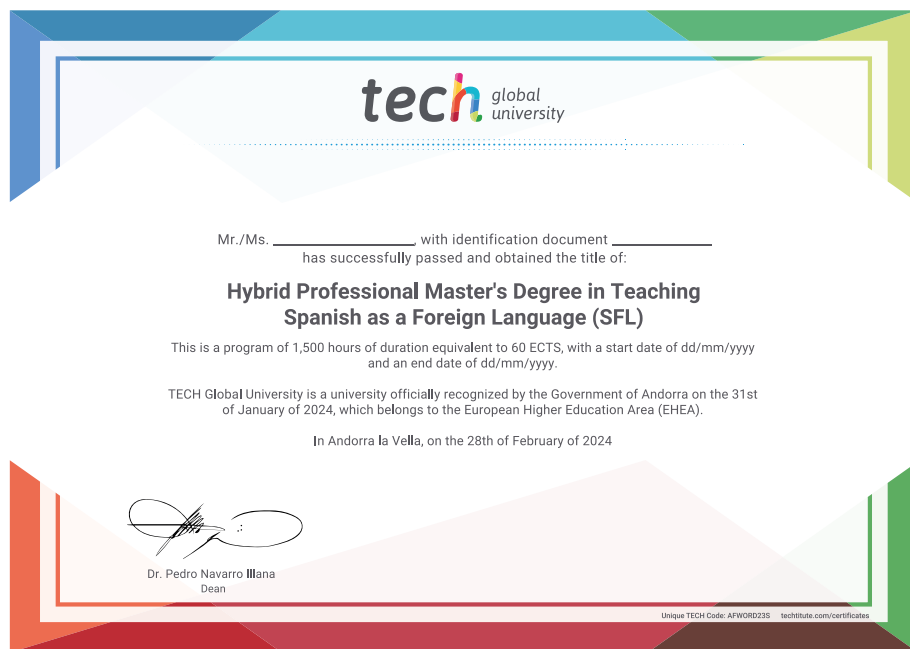 tech global
university
Mr./Ms. ____________, with identification document ____________
has successfully passed and obtained the title of:
Hybrid Professional Master's Degree in Teaching
Spanish as a Foreign Language (SFL)
This is a program of 1,500 hours of duration equivalent to 60 ECTS, with a start date of dd/mm/yyyy
and an end date of dd/mm/yyyy.
TECH Global University is a university officially recognized by the Government of Andorra on the 31st
of January of 2024, which belongs to the European Higher Education Area (EHEA).
In Andorra la Vella, on the 28th of February of 2024
Dr. Pedro Navarro Illana
Dean
Unique TECH Code: AFWORD23S techtitute.com/certificates